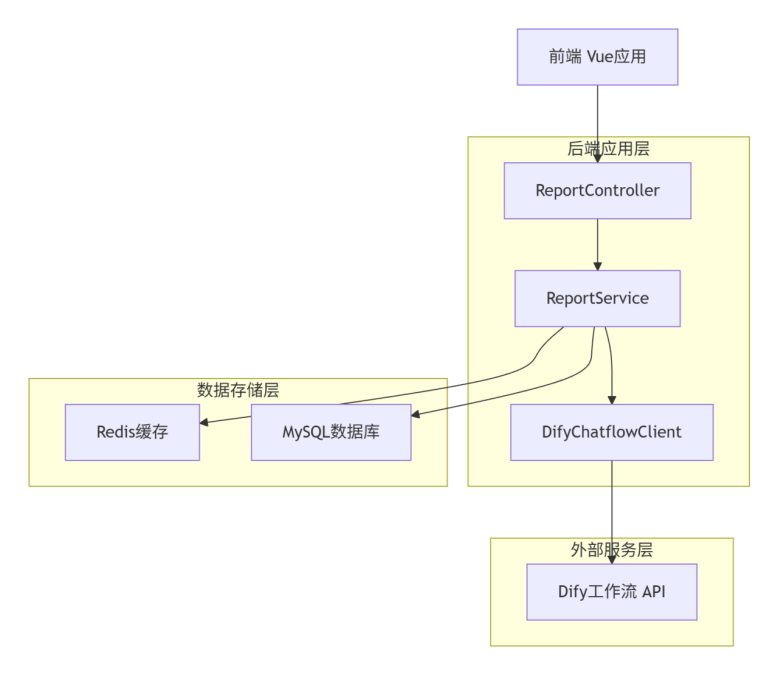 前端 Vue应用
后端应用层
ReportController
ReportService
数据存储层
Redis缓存
MySQL数据库
DifyChatflowClient
外部服务层
Dify工作流 API